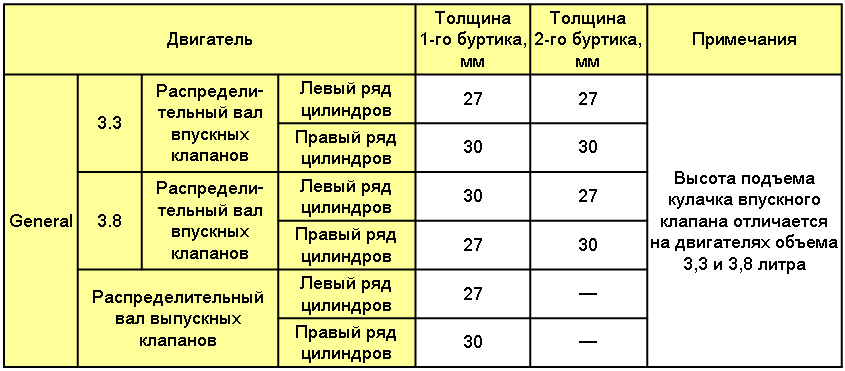 Двигатель
Толщина
1-го буртика,
мм
Толщина
2-го буртика,
мм
Примечания
General
3.3
Распредели-
тельный вал
впускных
клапанов
Левый ряд
цилиндров
27
27
Правый ряд
цилиндров
30
30
3.8
Распредели-
тельный вал
впускных
клапанов
Левый ряд
цилиндров
30
27
Правый ряд
цилиндров
27
30
Распределительный
вал выпускных
клапанов
Левый ряд
цилиндров
27
—
Правый ряд
цилиндров
30
—
Высота подъема
кулачка впускного
клапана отличается
на двигателях объема
3,3 и 3,8 литра